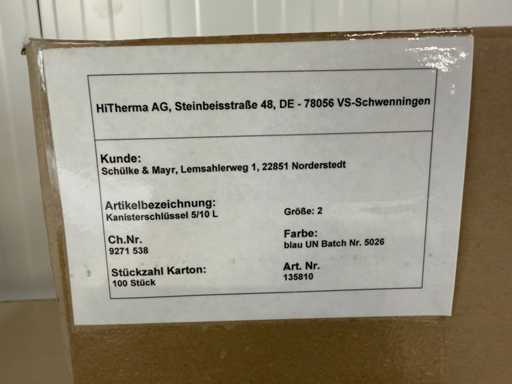 HiTherma AG, Steinbeisstraße 48, DE - 78056 VS-Schwenningen
Kunde:
Schülke & Mayr, Lemsahlerweg 1, 22851 Norderstedt
Artikelbezeichnung:
Kanisterschlüssel 5/10 L
Größe: 2
Ch.Nr.
9271 538
Farbe:
blau UN Batch Nr. 5026
Stückzahl Karton:
100 Stück
Art. Nr.
135810